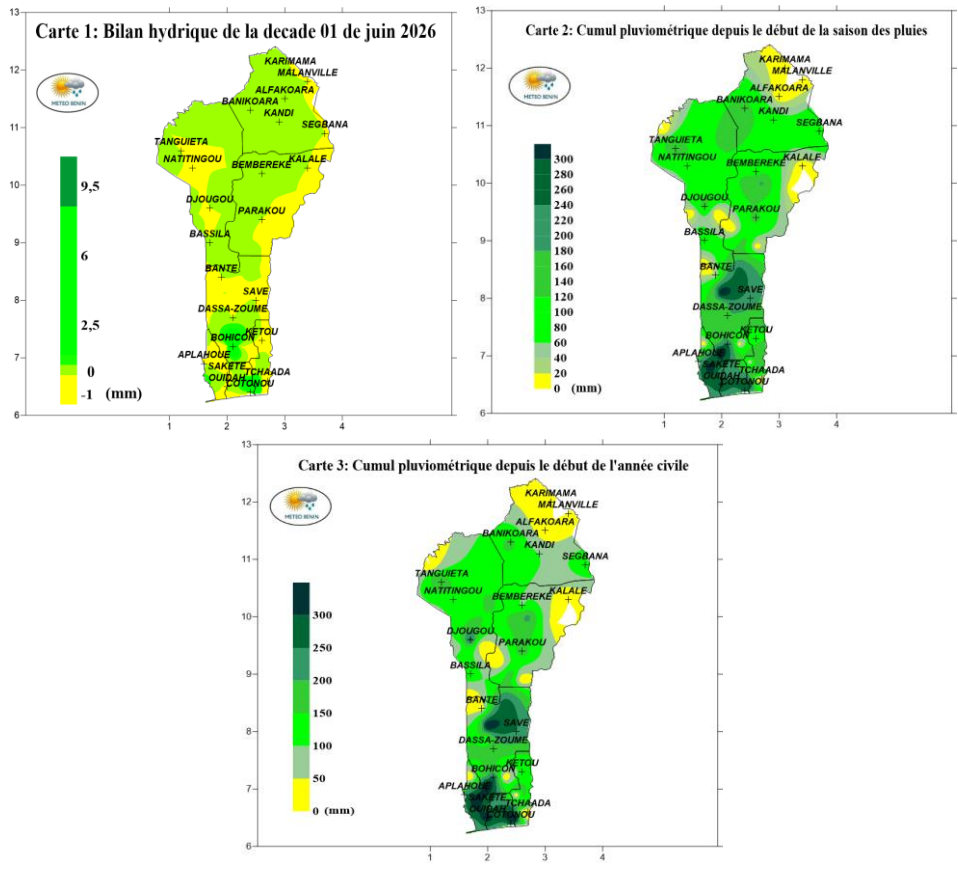 Carte 1: Bilan hydrique de la decade 01 de juin 2026
13
12
11
10
9
8
7
6
1
2
3
4
METEO BENIN
9,5
6
2,5
0
-1 (mm)
KARIMAMA
MALANVILLE
ALFAKOARA
BANIKOARA
KANDI
SEGBANA
TANGUIETA
NATITINGOU
BEMBEREKE
KALALE
DJOUGOU
PARAKOU
BASSILA
BANTE
SAVE
DASSA-ZOUME
KETOU
BOHICON
APLAHOUE
SAKETE
TCHAADA
OUIDAH
COTONOU
Carte 2: Cumul pluviométrique depuis le début de la saison des pluies
13
12
11
10
9
8
7
6
1
2
3
4
METEO BENIN
300
280
240
220
200
180
160
140
120
100
80
60
40
20
0 (mm)
KARIMAMA
MALANVILLE
ALFAKOARA
BANIKOARA
KANDI
SEGBANA
TANGUIETA
NATITINGOU
BEMBEREKE
KALALE
DJOUGOU
PARAKOU
BASSILA
BANTE
SAVE
DASSA-ZOUME
KETOU
BOHICON
APLAHOUE
SAKETE
TCHAADA
OUIDAH
COTONOU
Carte 3: Cumul pluviométrique depuis le début de l'année civile
13
12
11
10
9
8
7
6
1
2
3
4
METEO BENIN
300
250
200
150
100
50
0 (mm)
KARIMAMA
MALANVILLE
ALFAKOARA
BANIKOARA
KANDI
SEGBANA
TANGUIETA
NATITINGOU
BEMBEREKE
KALALE
DJOUGOU
PARAKOU
BASSILA
BANTE
SAVE
DASSA-ZOUME
KETOU
BOHICON
APLAHOUE
SAKETE
TCHAADA
OUIDAH
COTONOU